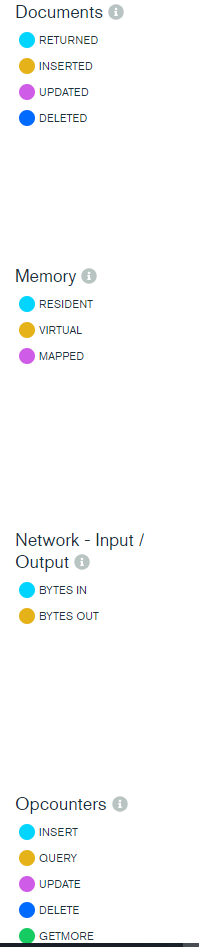 Documents
RETURNED
INSERTED
UPDATED
DELETED
Memory
RESIDENT
VIRTUAL
MAPPED
Network - Input /
Output
BYTES IN
BYTES OUT
Opcounters
INSERT
QUERY
UPDATE
DELETE
GETMORE